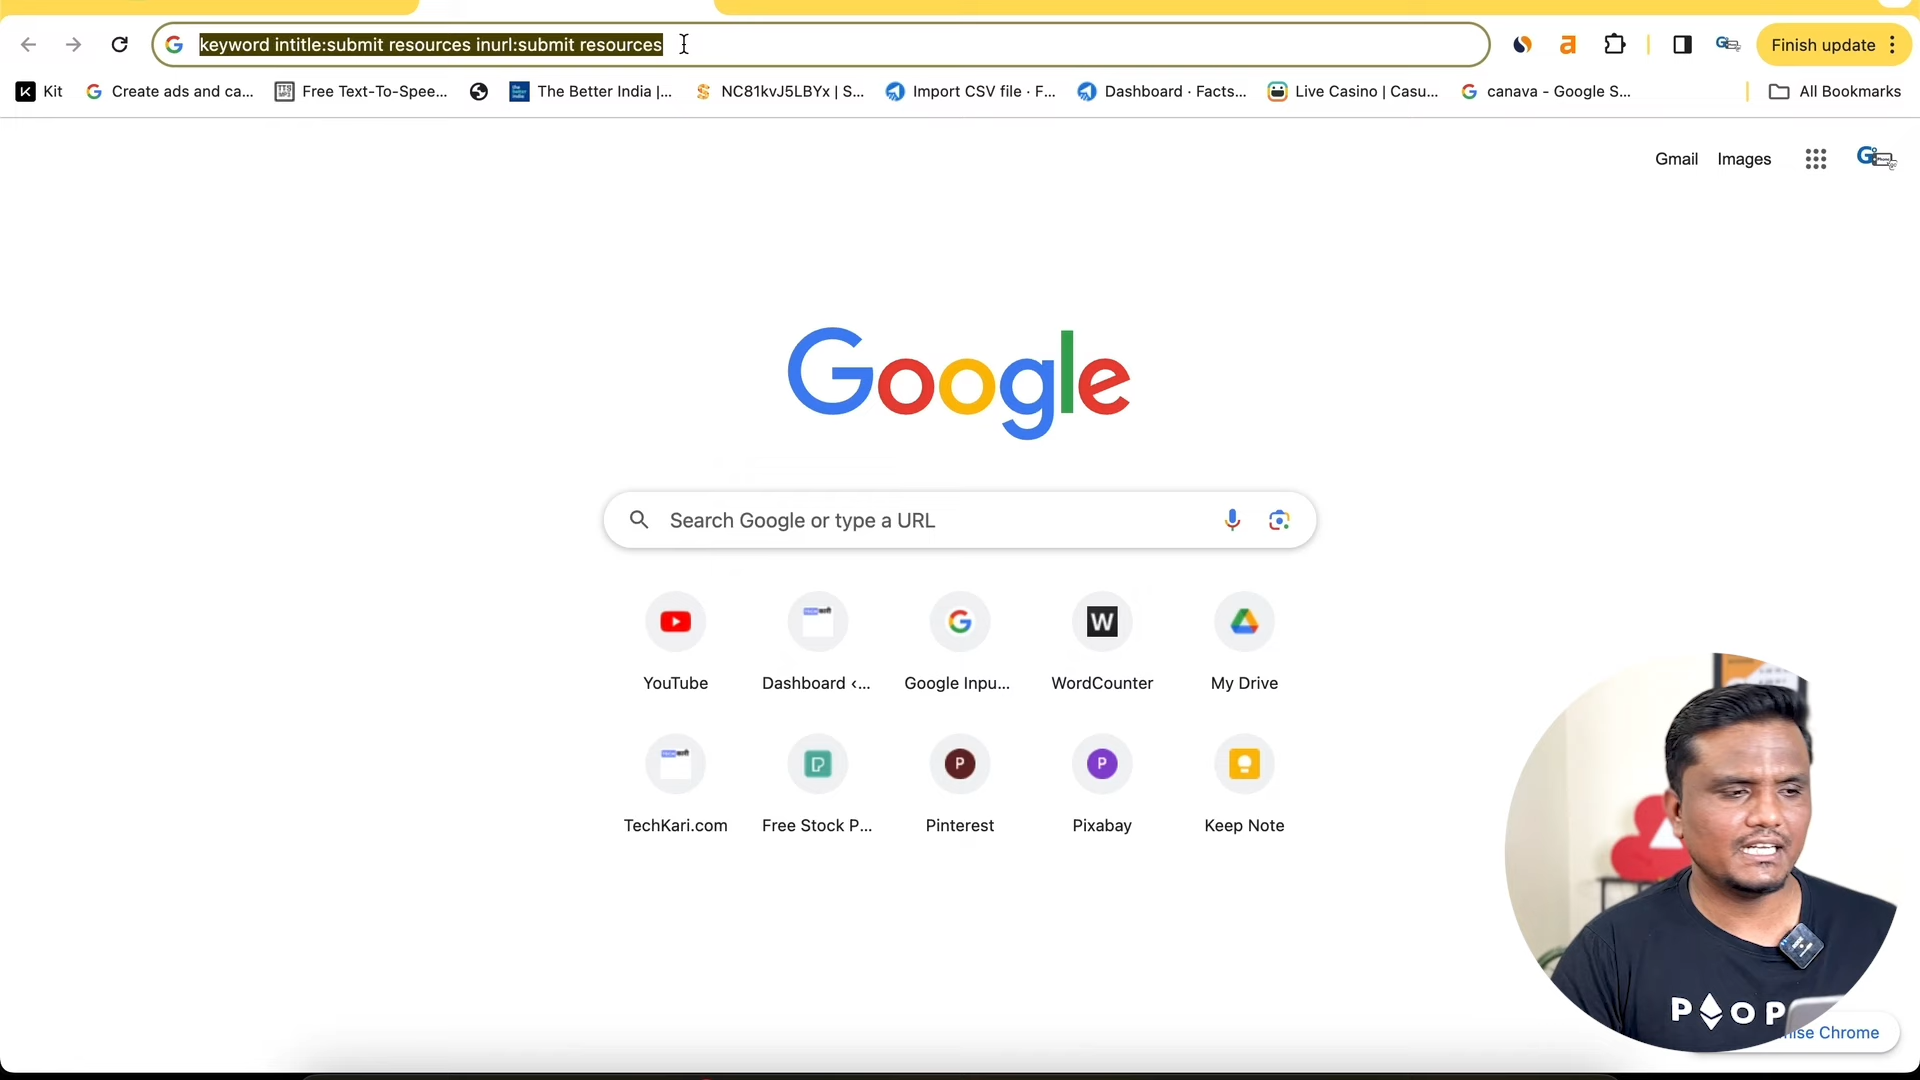 keyword intitle:submit resources inurl:submit resources
Finish update
Kit
Create ads and ca...
Free Text-To-Spee...
The Better India |...
NC81kvJ5LBYx | S...
Import CSV file · F...
Dashboard · Facts...
Live Casino | Casu...
canava - Google S...
All Bookmarks
Gmail
Images
Google
Search Google or type a URL
YouTube
Dashboard ‹...
Google Inpu...
WordCounter
My Drive
TechKari.com
Free Stock P...
Pinterest
Pixabay
Keep Note
Chrome